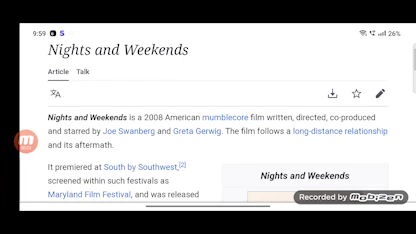 9:59 S 26%
Nights and Weekends
Article Talk
Nights and Weekends is a 2008 American mumblecore film written, directed, co-produced
and starred by Joe Swanberg and Greta Gerwig. The film follows a long-distance relationship
and its aftermath.
It premiered at South by Southwest,[2]
screened within such festivals as
Maryland Film Festival, and was released
Nights and Weekends
Recorded by Mobizen